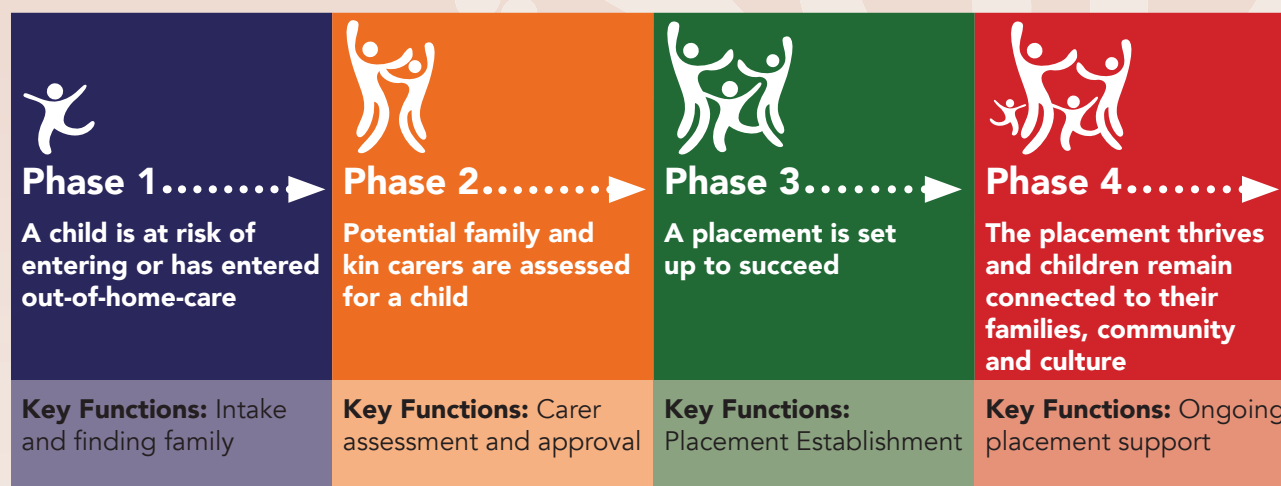 Phase 1
A child is at risk of
entering or has entered
out-of-home-care
Key Functions: Intake
and finding family
Phase 2
Potential family and
kin carers are assessed
for a child
Key Functions: Carer
assessment and approval
Phase 3
A placement is set
up to succeed
Key Functions:
Placement Establishment
Phase 4
The placement thrives
and children remain
connected to their
families, community
and culture
Key Functions: Ongoing
placement support